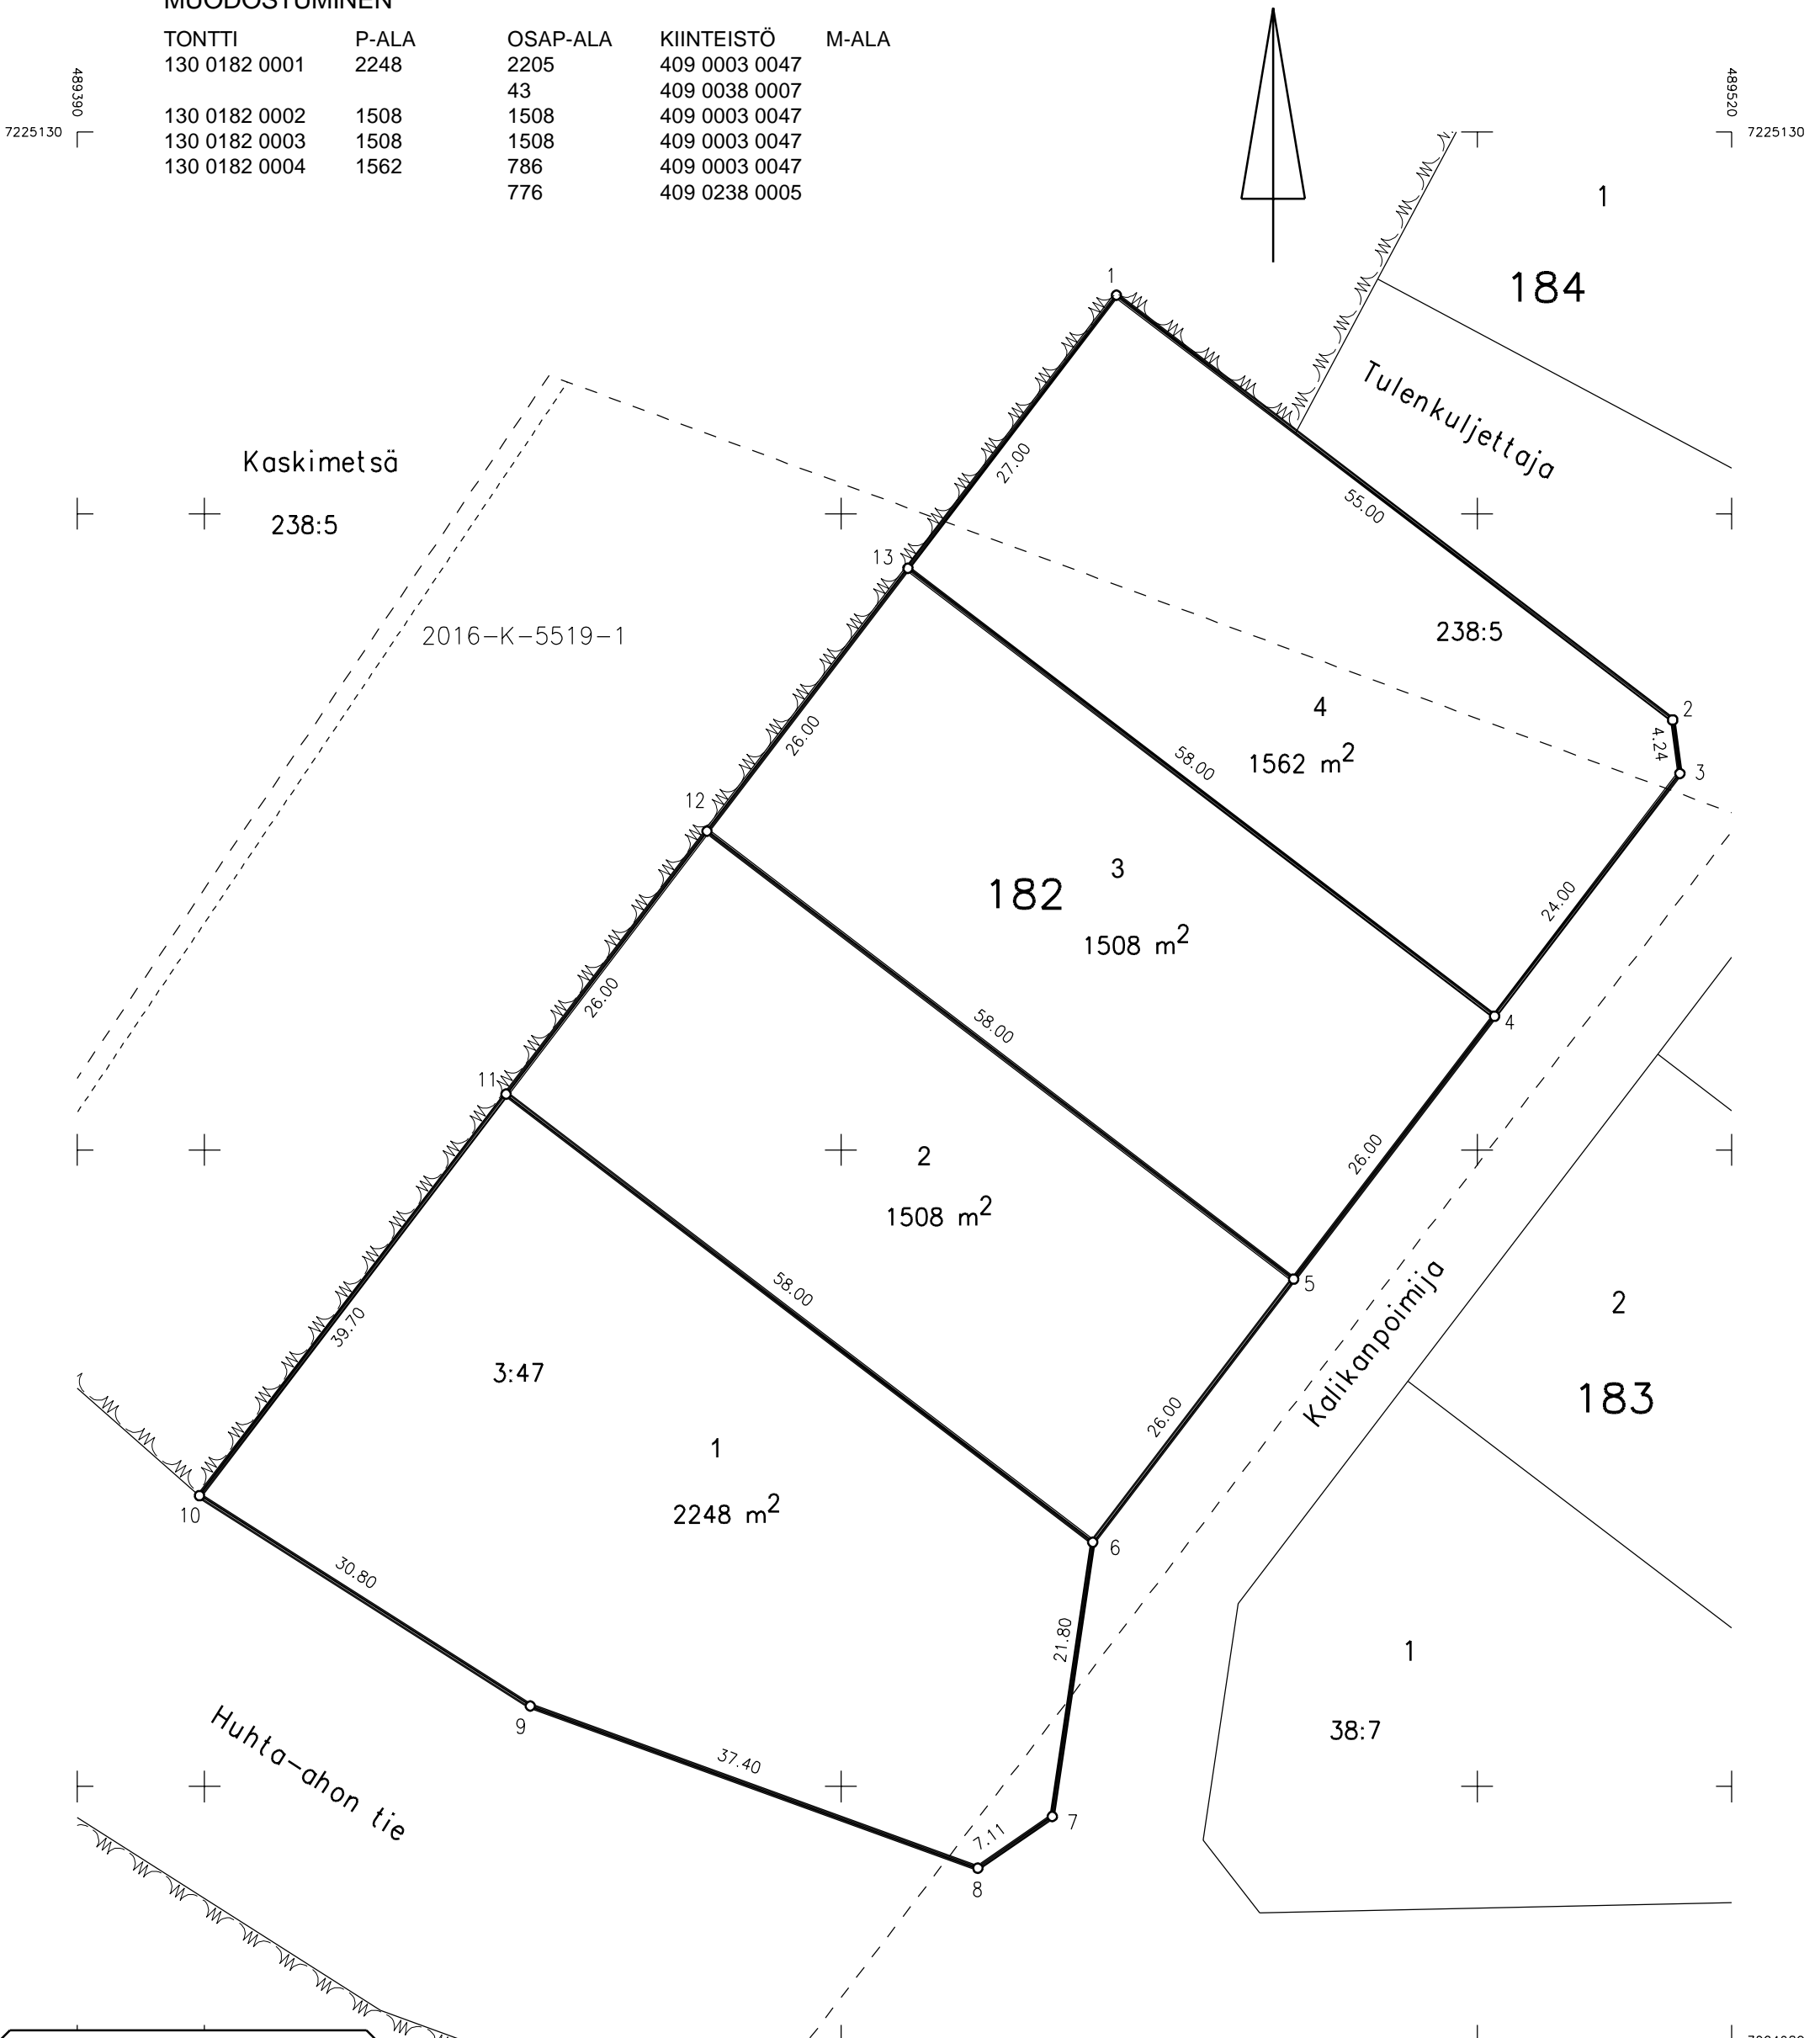 MUODOSTUMINEN
TONTTI P-ALA OSAP-ALA KIINTEISTÖ M-ALA
130 0182 0001 2248 2205 409 0003 0047
43 409 0038 0007
130 0182 0002 1508 1508 409 0003 0047
130 0182 0003 1508 1508 409 0003 0047
130 0182 0004 1562 786 409 0003 0047
776 409 0238 0005
489390
489520
7225130
7225130
1
184
1
Tulenkuljettaja
Kaskimetsä
238:5
27.00
55.00
13
2016-K-5519-1
238:5
4
1562 m2
2
4.24
3
26.00
58.00
12
3
182
1508 m2
24.00
4
26.00
58.00
11
2
1508 m2
26.00
5
39.70
58.00
3:47
Kalikanpoimija
2
183
1
2248 m2
26.00
10
6
30.80
21.80
1
38:7
9
Huhta-ahon tie
37.40
7.11
7
8